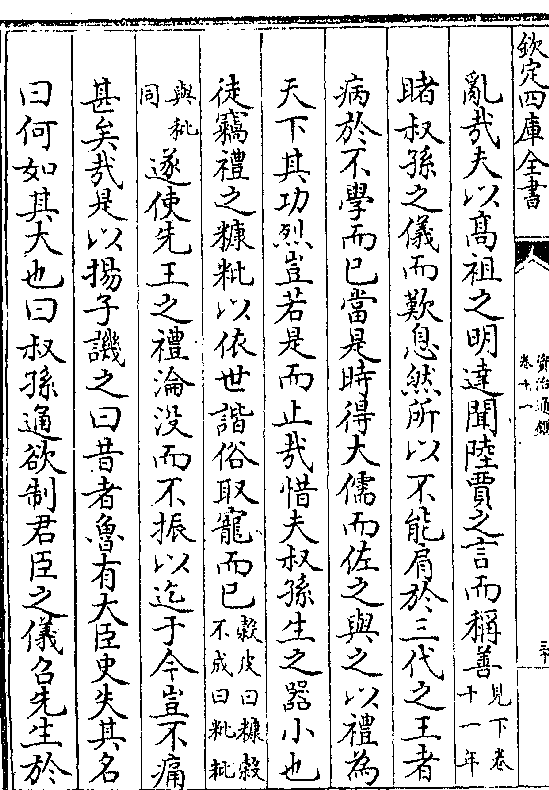 欽定四庫全書
資治通鑑
卷十一
三十
亂哉夫以髙祖之明達聞陸賈之言而稱善見下卷十一年
睹叔孫之儀而歎息然所以不能肩於三代之王者
病於不學而已當是時得大儒而佐之與之以禮為
天下其功烈豈若是而止哉惜夫叔孫生之器小也
徒竊禮之糠粃以依世諧俗取寵而已糓皮曰糠糓不成曰粃粃
與秕同遂使先王之禮淪没而不振以迄于今豈不痛
甚矣哉是以揚子譏之曰昔者魯有大臣史失其名
曰何如其大也曰叔孫通欲制君臣之儀召先生於